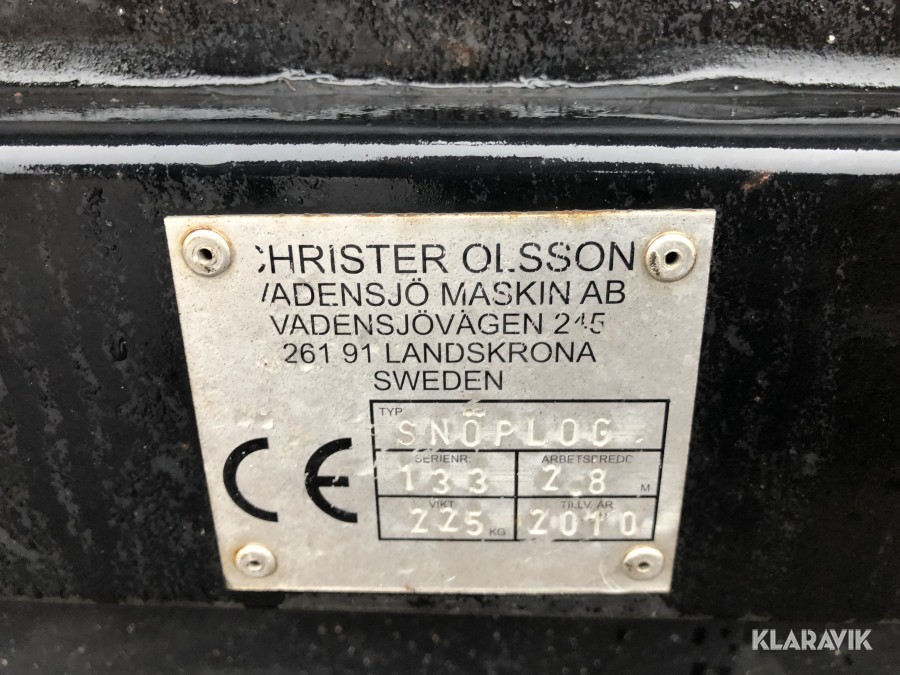 CHRISTER OLSSON
VADENSJÖ MASKIN AB
VADENSJÖVÄGEN 245
261 91 LANDSKRONA
SWEDEN
CE
TYP
SNÖPLOG
SERIENR:
133
ARBETSBREDD
2.8 M
VIKT
225 KG
TILLV. ÅR
2010
KLARAVIK